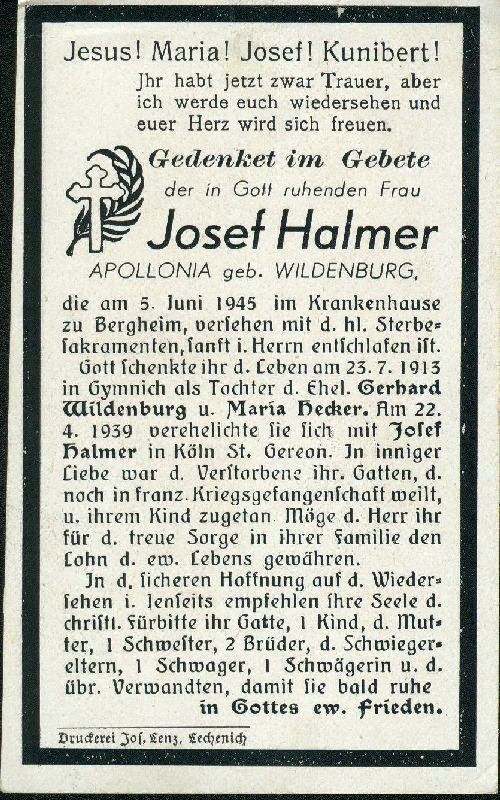 Jesus! Maria! Josef! Kunibert!
Jhr habt jetzt zwar Trauer, aber
ich werde euch wiedersehen und
euer Herz wird sich freuen.
Gedenket im Gebete
der in Gott ruhenden Frau
Josef Halmer
APOLLONIA geb. WILDENBURG,
die am 5. Juni 1945 im Krankenhause
zu Bergheim, versehen mit d. hl. Sterbe-
sakramenten, sanft i. Herrn entschlafen ist.
Gott schenkte ihr d. Leben am 23. 7. 1913
in Gymnich als Tochter d. Ehel. Gerhard
Wildenburg u. Maria Hecker. Am 22.
4. 1939 verehelichte sie sich mit Josef
Halmer in Köln St. Gereon. In inniger
Liebe war d. Verstorbene ihr. Gatten, d.
noch in franz. Kriegsgefangenschaft weilt,
u. ihrem Kind zugetan. Möge d. Herr ihr
für d. treue Sorge in ihrer Familie den
Lohn d. ew. Lebens gewähren.
In d. sicheren Hoffnung auf d. Wieder-
sehen i. Jenseits empfehlen ihre Seele d.
christl. Fürbitte ihr Gatte, 1 Kind, d. Mut-
ter, 1 Schwester, 2 Brüder, d. Schwieger-
eltern, 1 Schwager, 1 Schwägerin u. d.
übr. Verwandten, damit sie bald ruhe
in Gottes ew. Frieden.
Druckerei Jos. Lenz, Lechenich